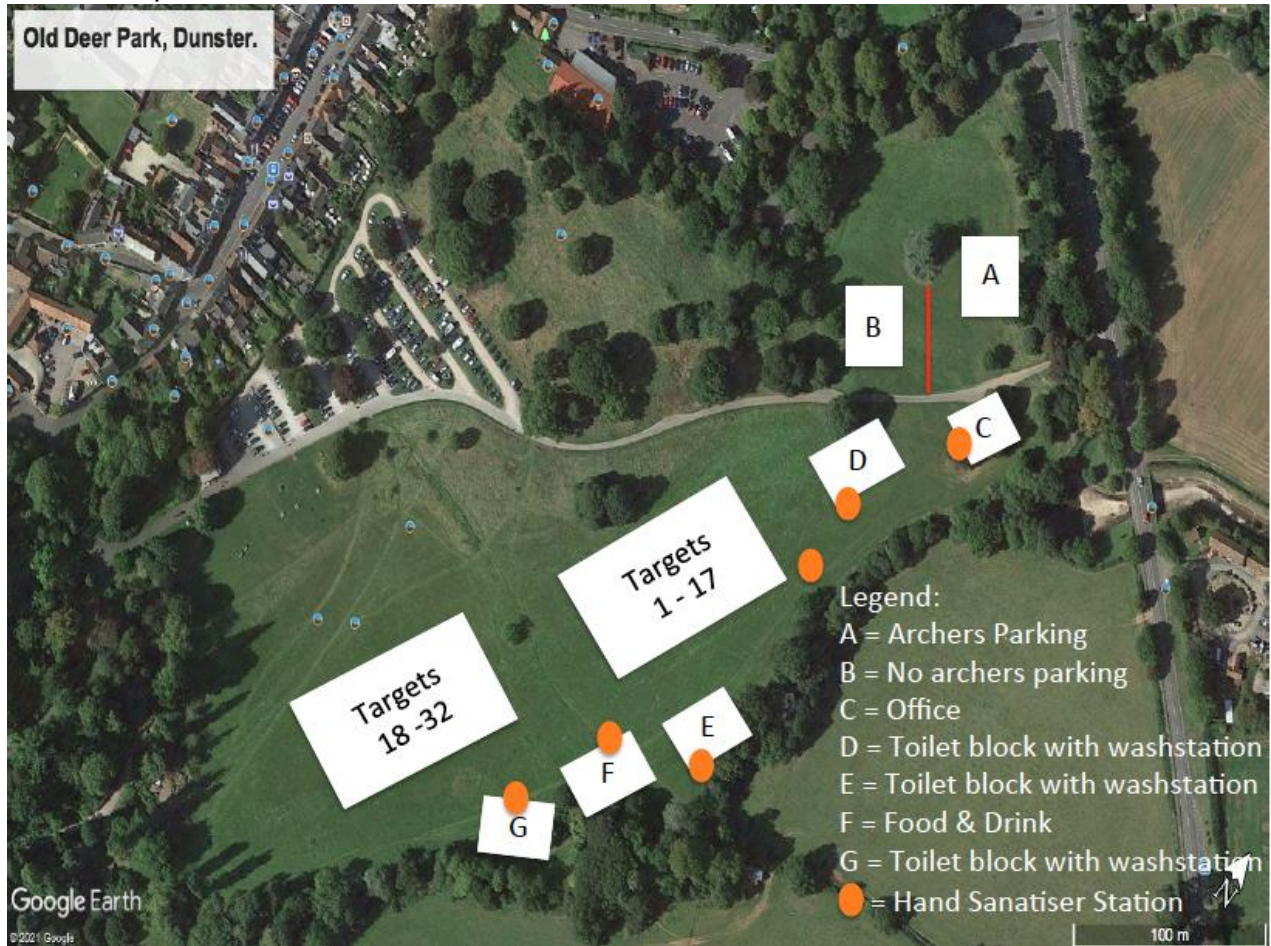 Old Deer Park, Dunster.
A
B
C
D
Targets
1 - 17
Targets
18 -32
E
F
G
Legend:
A = Archers Parking
B = No archers parking
C = Office
D = Toilet block with washstation
E = Toilet block with washstation
F = Food & Drink
G = Toilet block with washstation
= Hand Sanatiser Station
N
Google Earth
© 2021 Google
100 m